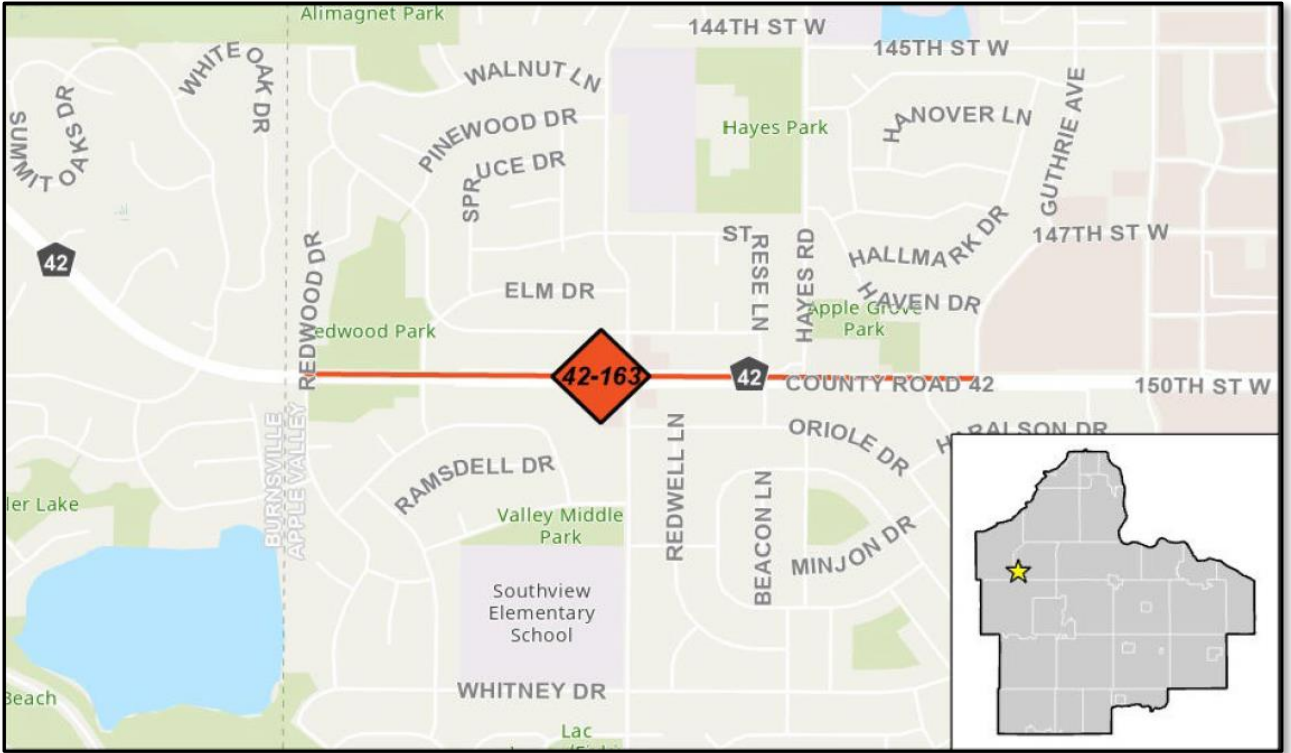 Alimagnet Park
144TH ST W
145TH ST W
WHITE OAK DR
WALNUT LN
SUMMIT OAKS DR
PINEWOOD DR
Hayes Park
HANOVER LN
GUTHRIE AVE
SPRUCE DR
ST
147TH ST W
42
REDWOOD DR
RESE LN
HAYES RD
HALLMARK DR
ELM DR
HAVEN DR
edwood Park
Apple Grove
Park
42-163
42
COUNTY ROAD 42
150TH ST W
BURNSVILLE
APPLE VALLEY
ORIOLE DR
HARALSON DR
RAMSDELL DR
REDWELL LN
BEACON LN
ler Lake
Valley Middle
Park
MINJON DR
Southview
Elementary
School
Beach
WHITNEY DR
Lac